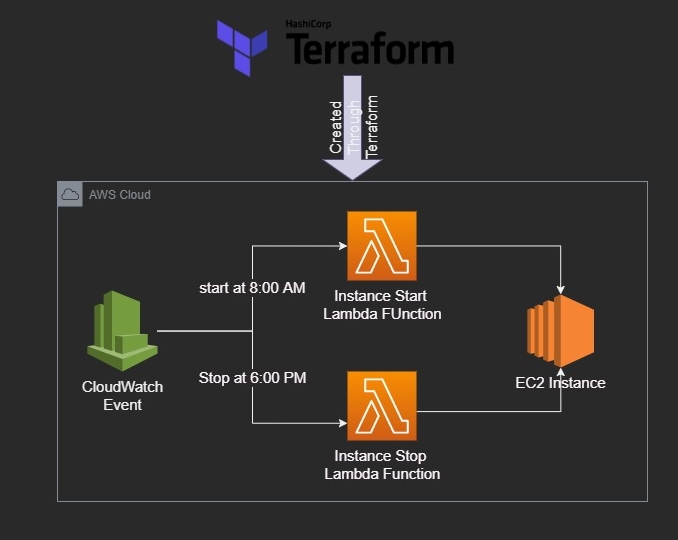 HashiCorp
Terraform
Created
Through
Terraform
AWS Cloud
start at 8:00 AM
Instance Start
Lambda FUnction
CloudWatch
Event
Stop at 6:00 PM
EC2 Instance
Instance Stop
Lambda Function